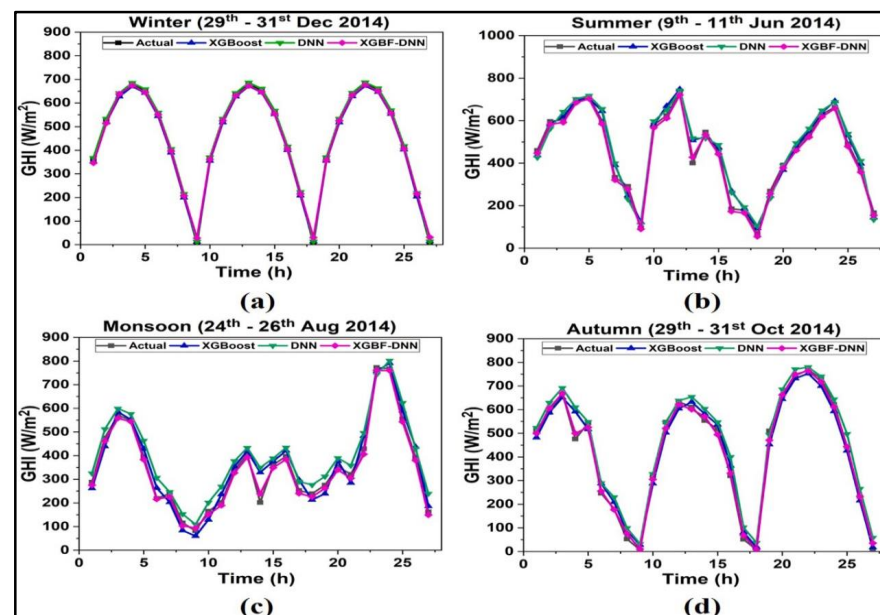 Winter (29th - 31st Dec 2014)
Actual XGBoost DNN XGBF-DNN
GHI (W/m²)
900
800
700
600
500
400
300
200
100
0
0 5 10 15 20 25
Time (h)
(a)
Summer (9th - 11th Jun 2014)
Actual XGBoost DNN XGBF-DNN
GHI (W/m²)
1000
800
600
400
200
0
0 5 10 15 20 25
Time (h)
(b)
Monsoon (24th - 26th Aug 2014)
Actual XGBoost DNN XGBF-DNN
GHI (W/m²)
900
800
700
600
500
400
300
200
100
0
0 5 10 15 20 25
Time (h)
(c)
Autumn (29th - 31st Oct 2014)
Actual XGBoost DNN XGBF-DNN
GHI (W/m²)
900
800
700
600
500
400
300
200
100
0
0 5 10 15 20 25
Time (h)
(d)